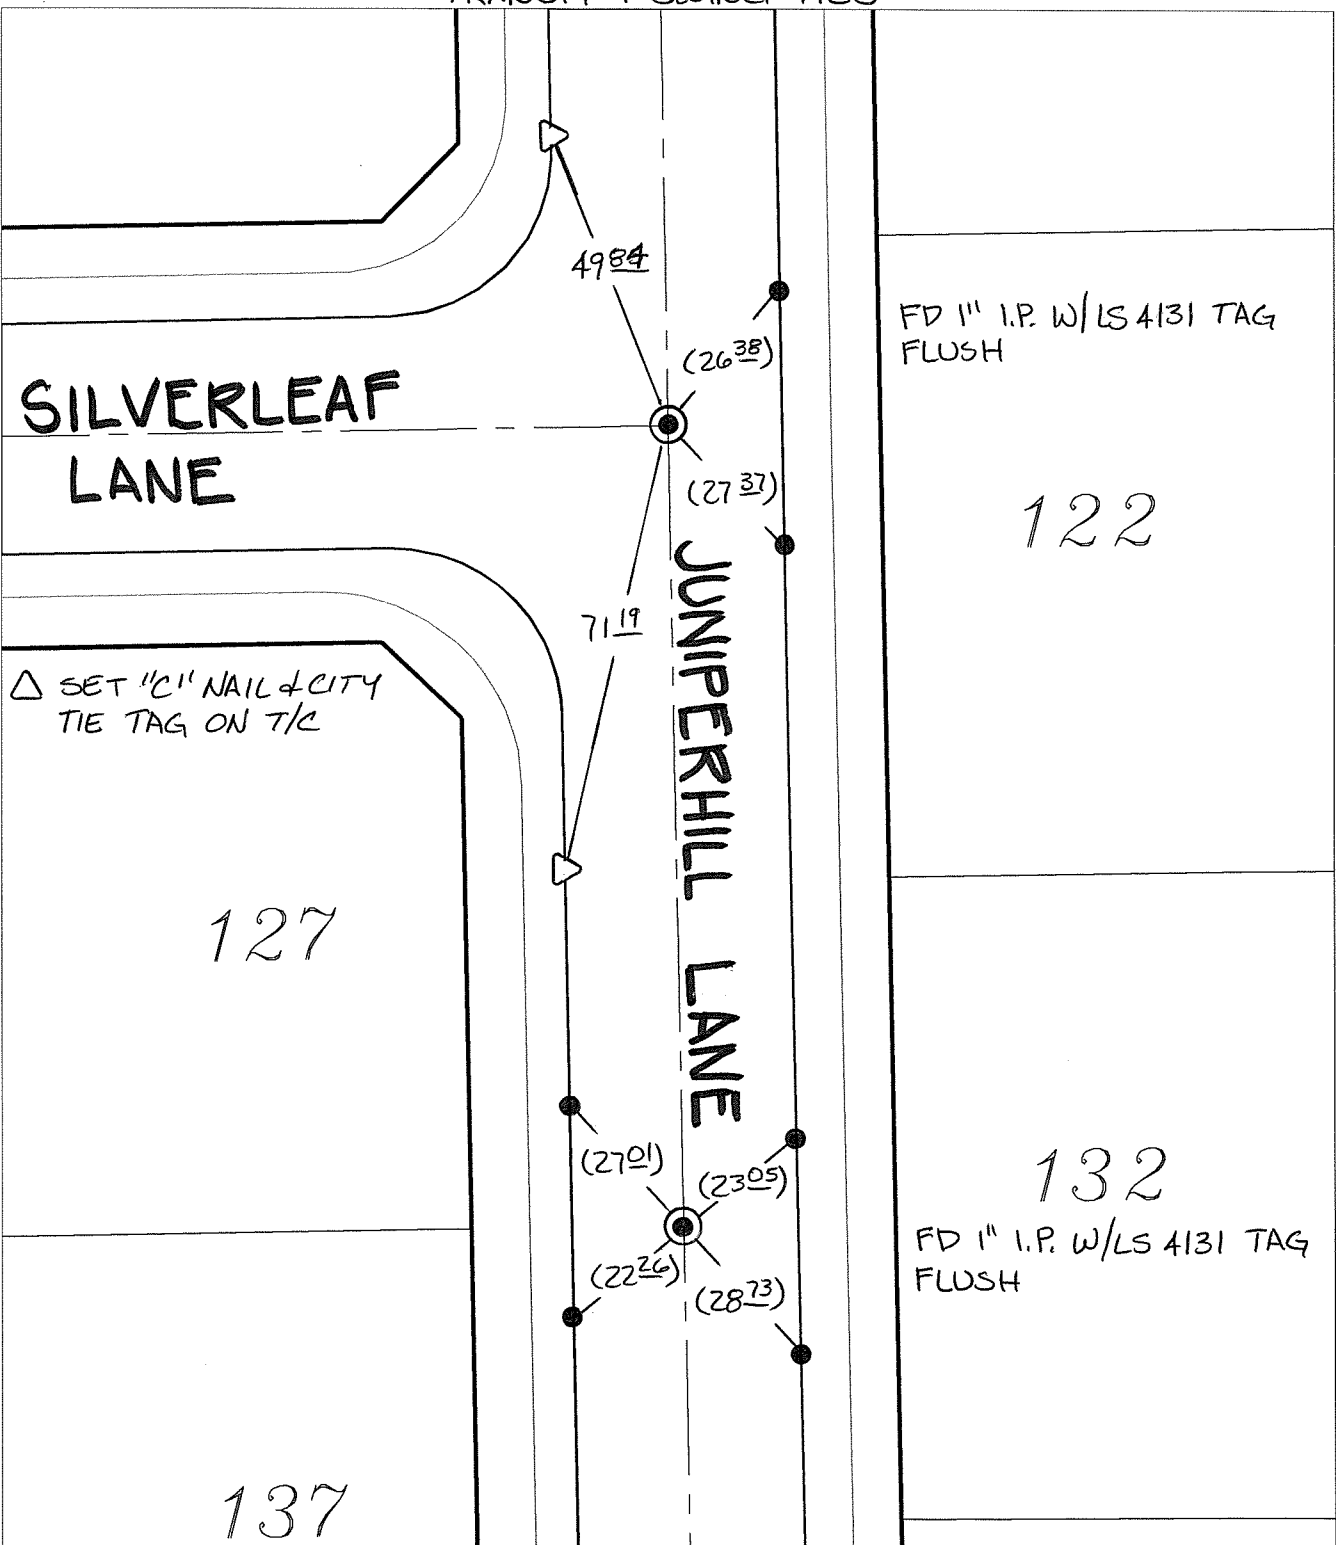 49 84
(26 38)
FD 1" I.P. W/LS 4131 TAG
FLUSH
SILVERLEAF
LANE
(27 37)
122
71 19
JUNIPERHILL LANE
△ SET "C" NAIL & CITY
TIE TAG ON T/C
127
(27 01)
(23 05)
132
FD 1" I.P. W/LS 4131 TAG
FLUSH
(22 26)
(28 73)
137